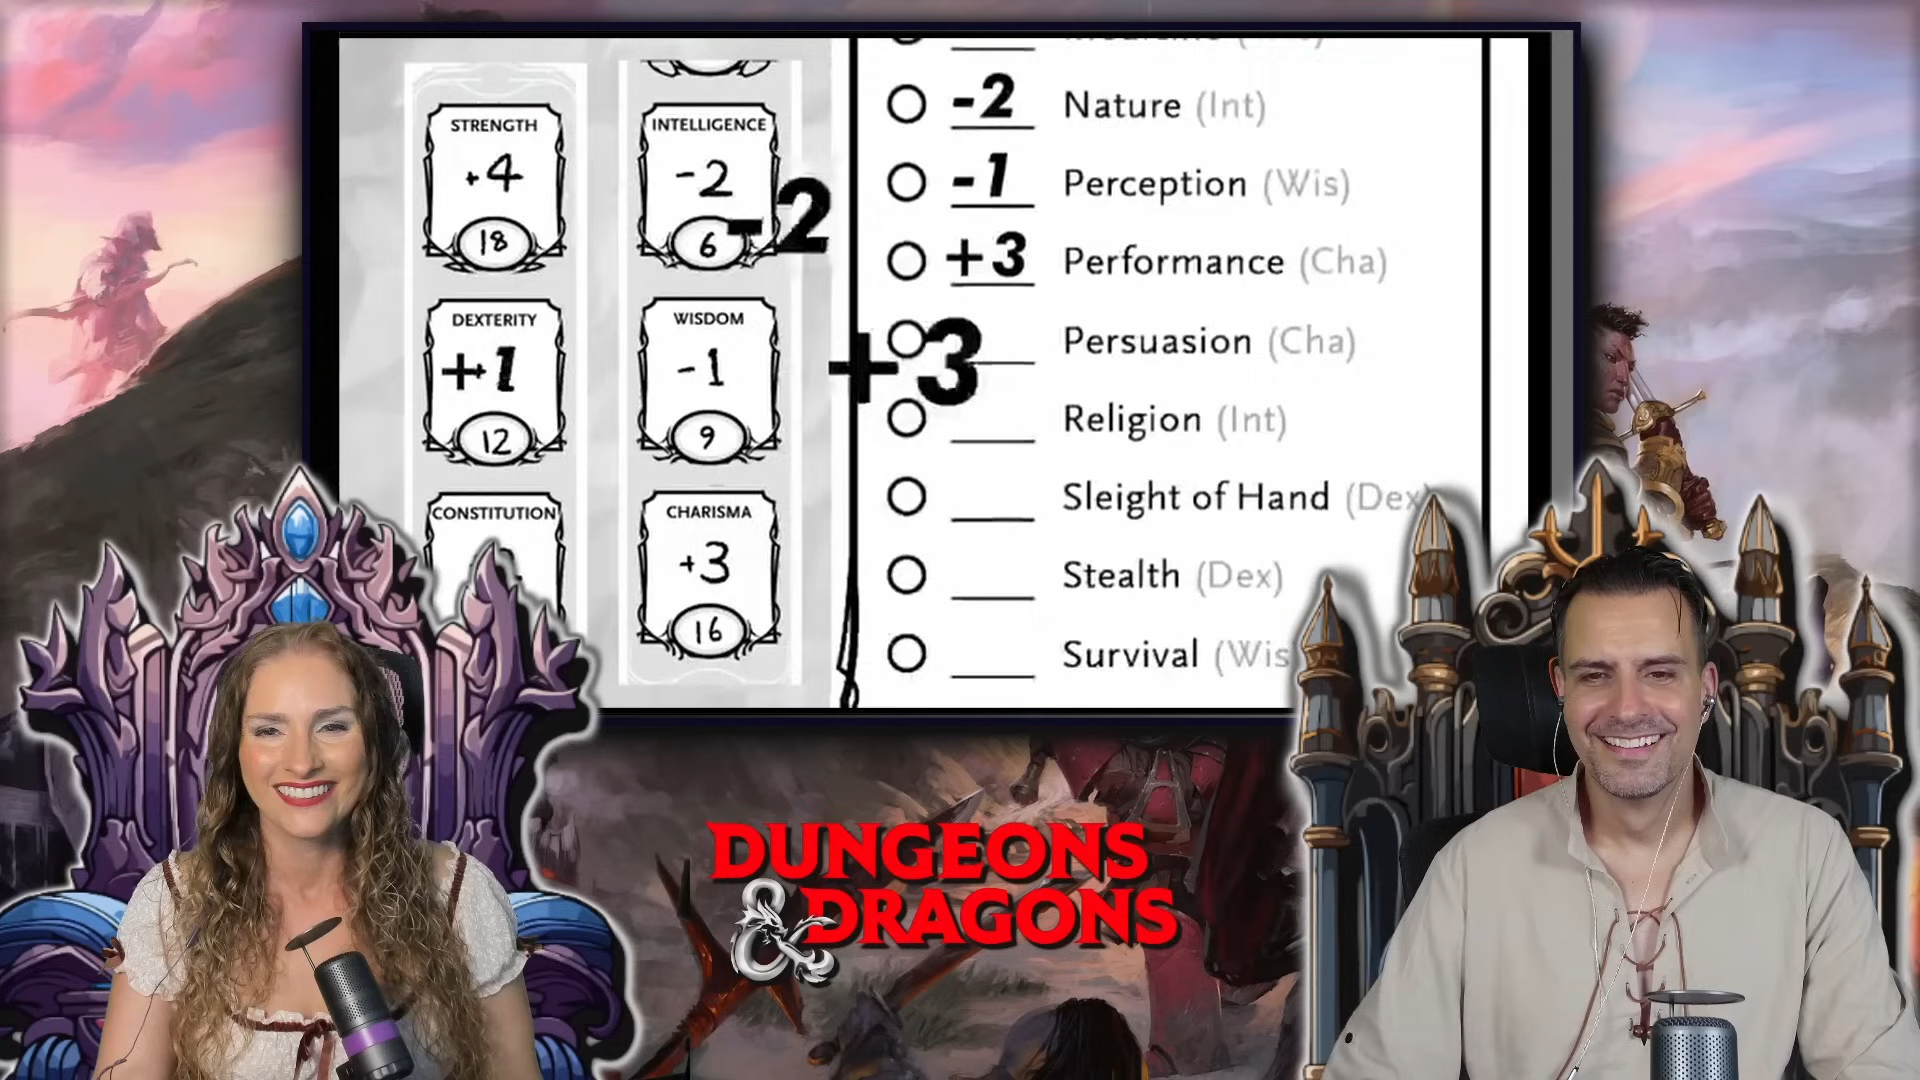 STRENGTH
+4
18
DEXTERITY
+1
12
CONSTITUTION
INTELLIGENCE
-2
6
-2
WISDOM
-1
9
CHARISMA
+3
16
-2 Nature (Int)
-1 Perception (Wis)
+3 Performance (Cha)
+3
Persuasion (Cha)
Religion (Int)
Sleight of Hand (Dex)
Stealth (Dex)
Survival (Wis
DUNGEONS
& DRAGONS